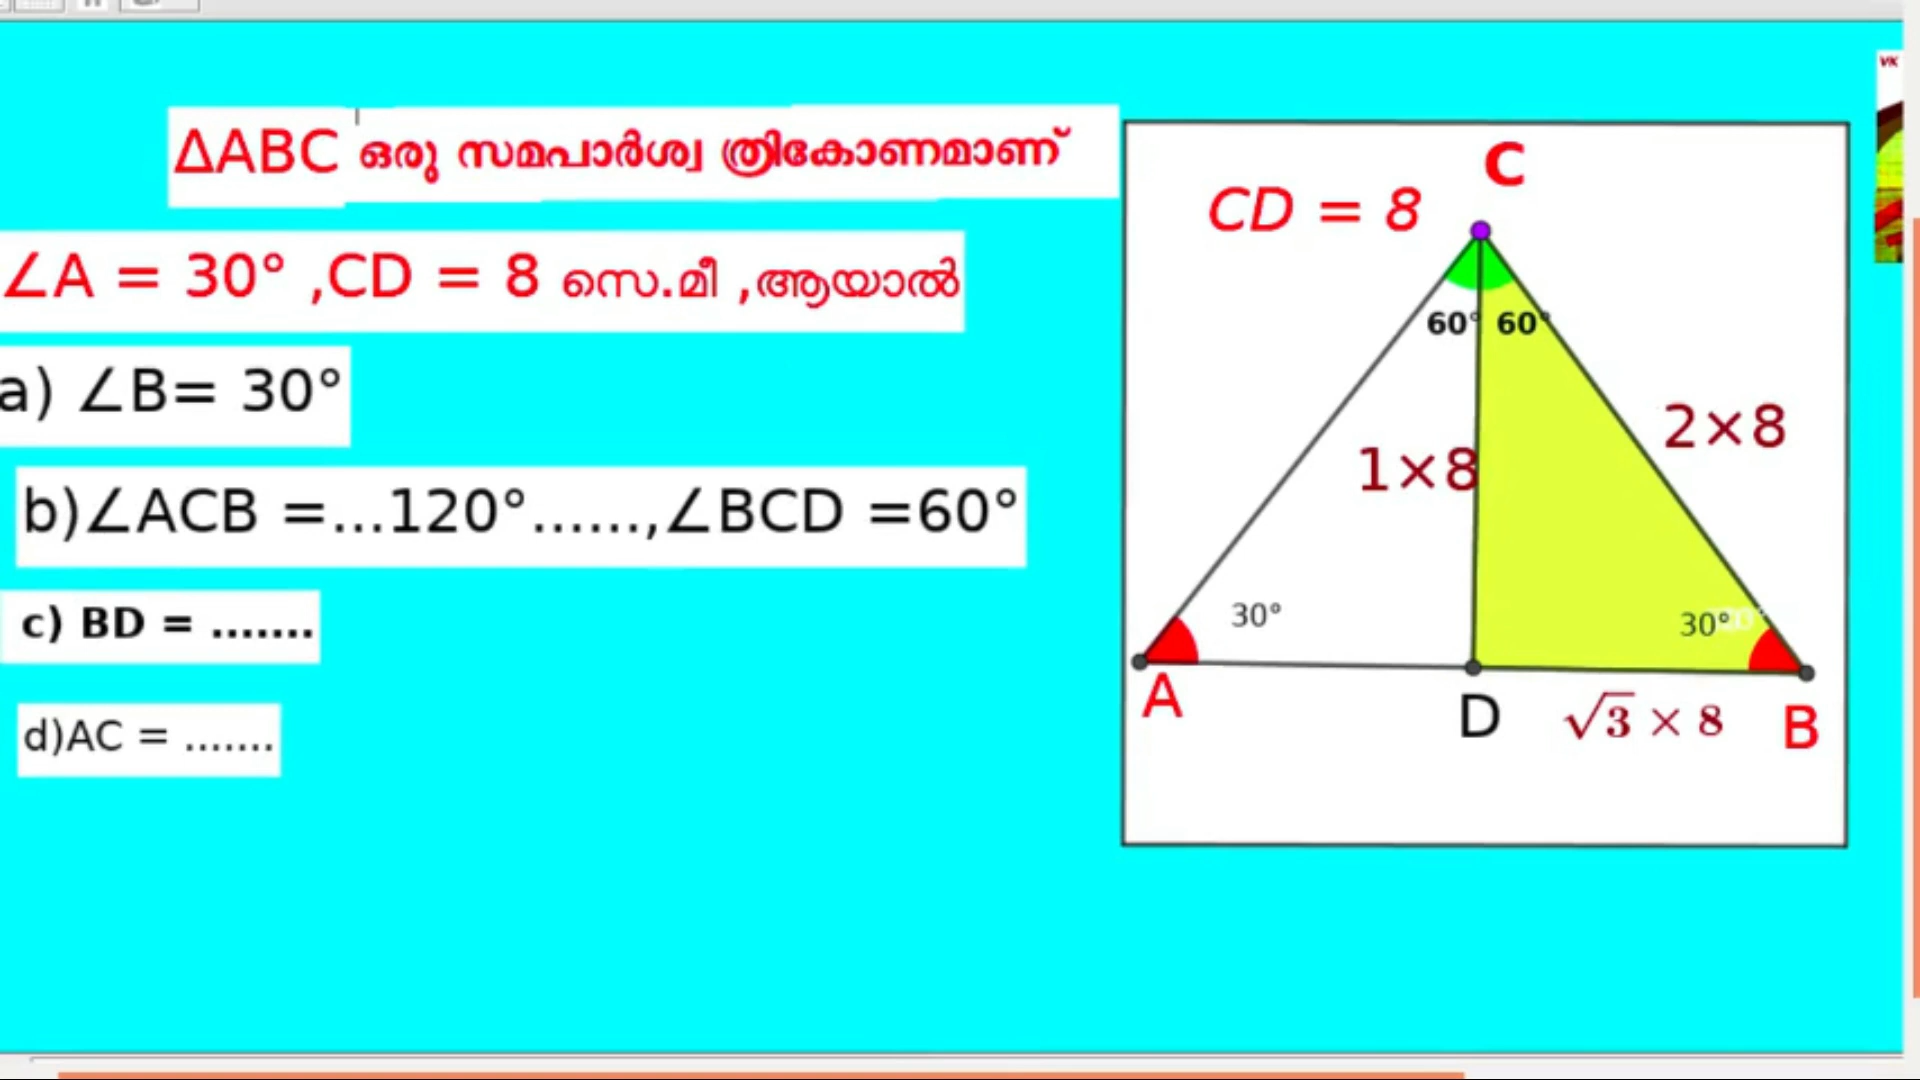 ΔABC ഒരു സമപാർശ്വ ത്രികോണമാണ്
∠A = 30° ,CD = 8 സെ.മീ ,ആയാൽ
a) ∠B= 30°
b)∠ACB =...120°......,∠BCD =60°
c) BD = .......
d)AC = .......
C
CD = 8
60° 60°
2×8
1×8
30°
30°
A
D
√3 × 8
B
VK